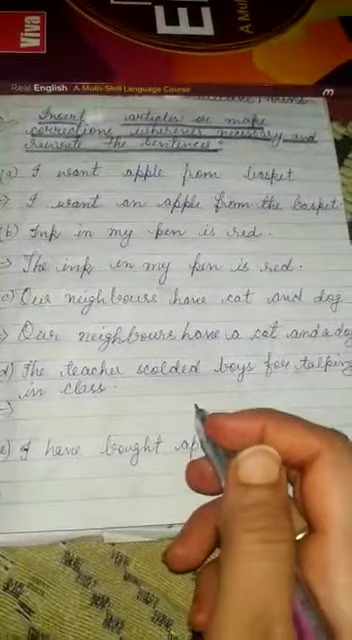 Viva
Real English A Multi-Skill Language Course
3
Insert articles or make
corrections wherever necessary and
rewrite the sentences:
(a) I want apple from basket
⇒ I want an apple from the basket.
(b) Ink in my pen is red.
⇒ The ink in my pen is red.
c) Our neighbours have cat and dog
⇒ Our neighbours have a cat and a dog
d) The teacher scolded boys for talking
in class.
⇒
e) I have bought